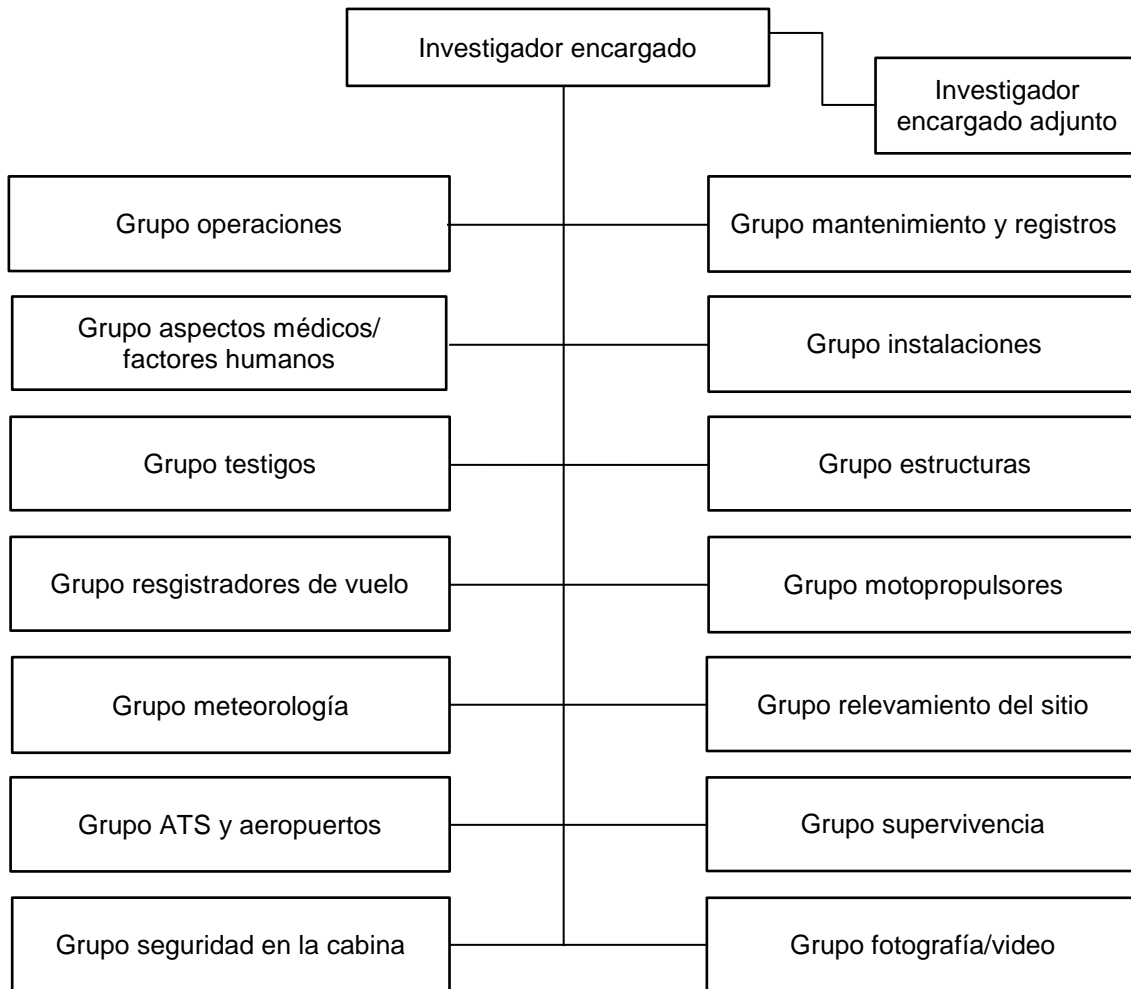 Investigador encargado
Investigador
encargado adjunto
Grupo operaciones
Grupo mantenimiento y registros
Grupo aspectos médicos/
factores humanos
Grupo instalaciones
Grupo testigos
Grupo estructuras
Grupo resgistradores de vuelo
Grupo motopropulsores
Grupo meteorología
Grupo relevamiento del sitio
Grupo ATS y aeropuertos
Grupo supervivencia
Grupo seguridad en la cabina
Grupo fotografía/video